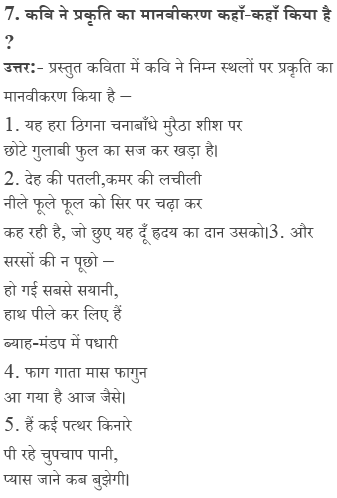 7. कवि ने प्रकृति का मानवीकरण कहाँ-कहाँ किया है
?
उत्तर:- प्रस्तुत कविता में कवि ने निम्न स्थलों पर प्रकृति का
मानवीकरण किया है –
1. यह हरा ठिगना चनाबाँधे मुरैठा शीश पर
छोटे गुलाबी फुल का सज कर खड़ा है।
2. देह की पतली,कमर की लचीली
नीले फूले फूल को सिर पर चढ़ा कर
कह रही है, जो छुए यह दूँ ह्रदय का दान उसको।3. और
सरसों की न पूछो –
हो गई सबसे सयानी,
हाथ पीले कर लिए हैं
ब्याह-मंडप में पधारी
4. फाग गाता मास फागुन
आ गया है आज जैसे।
5. हैं कई पत्थर किनारे
पी रहे चुपचाप पानी,
प्यास जाने कब बुझेगी।